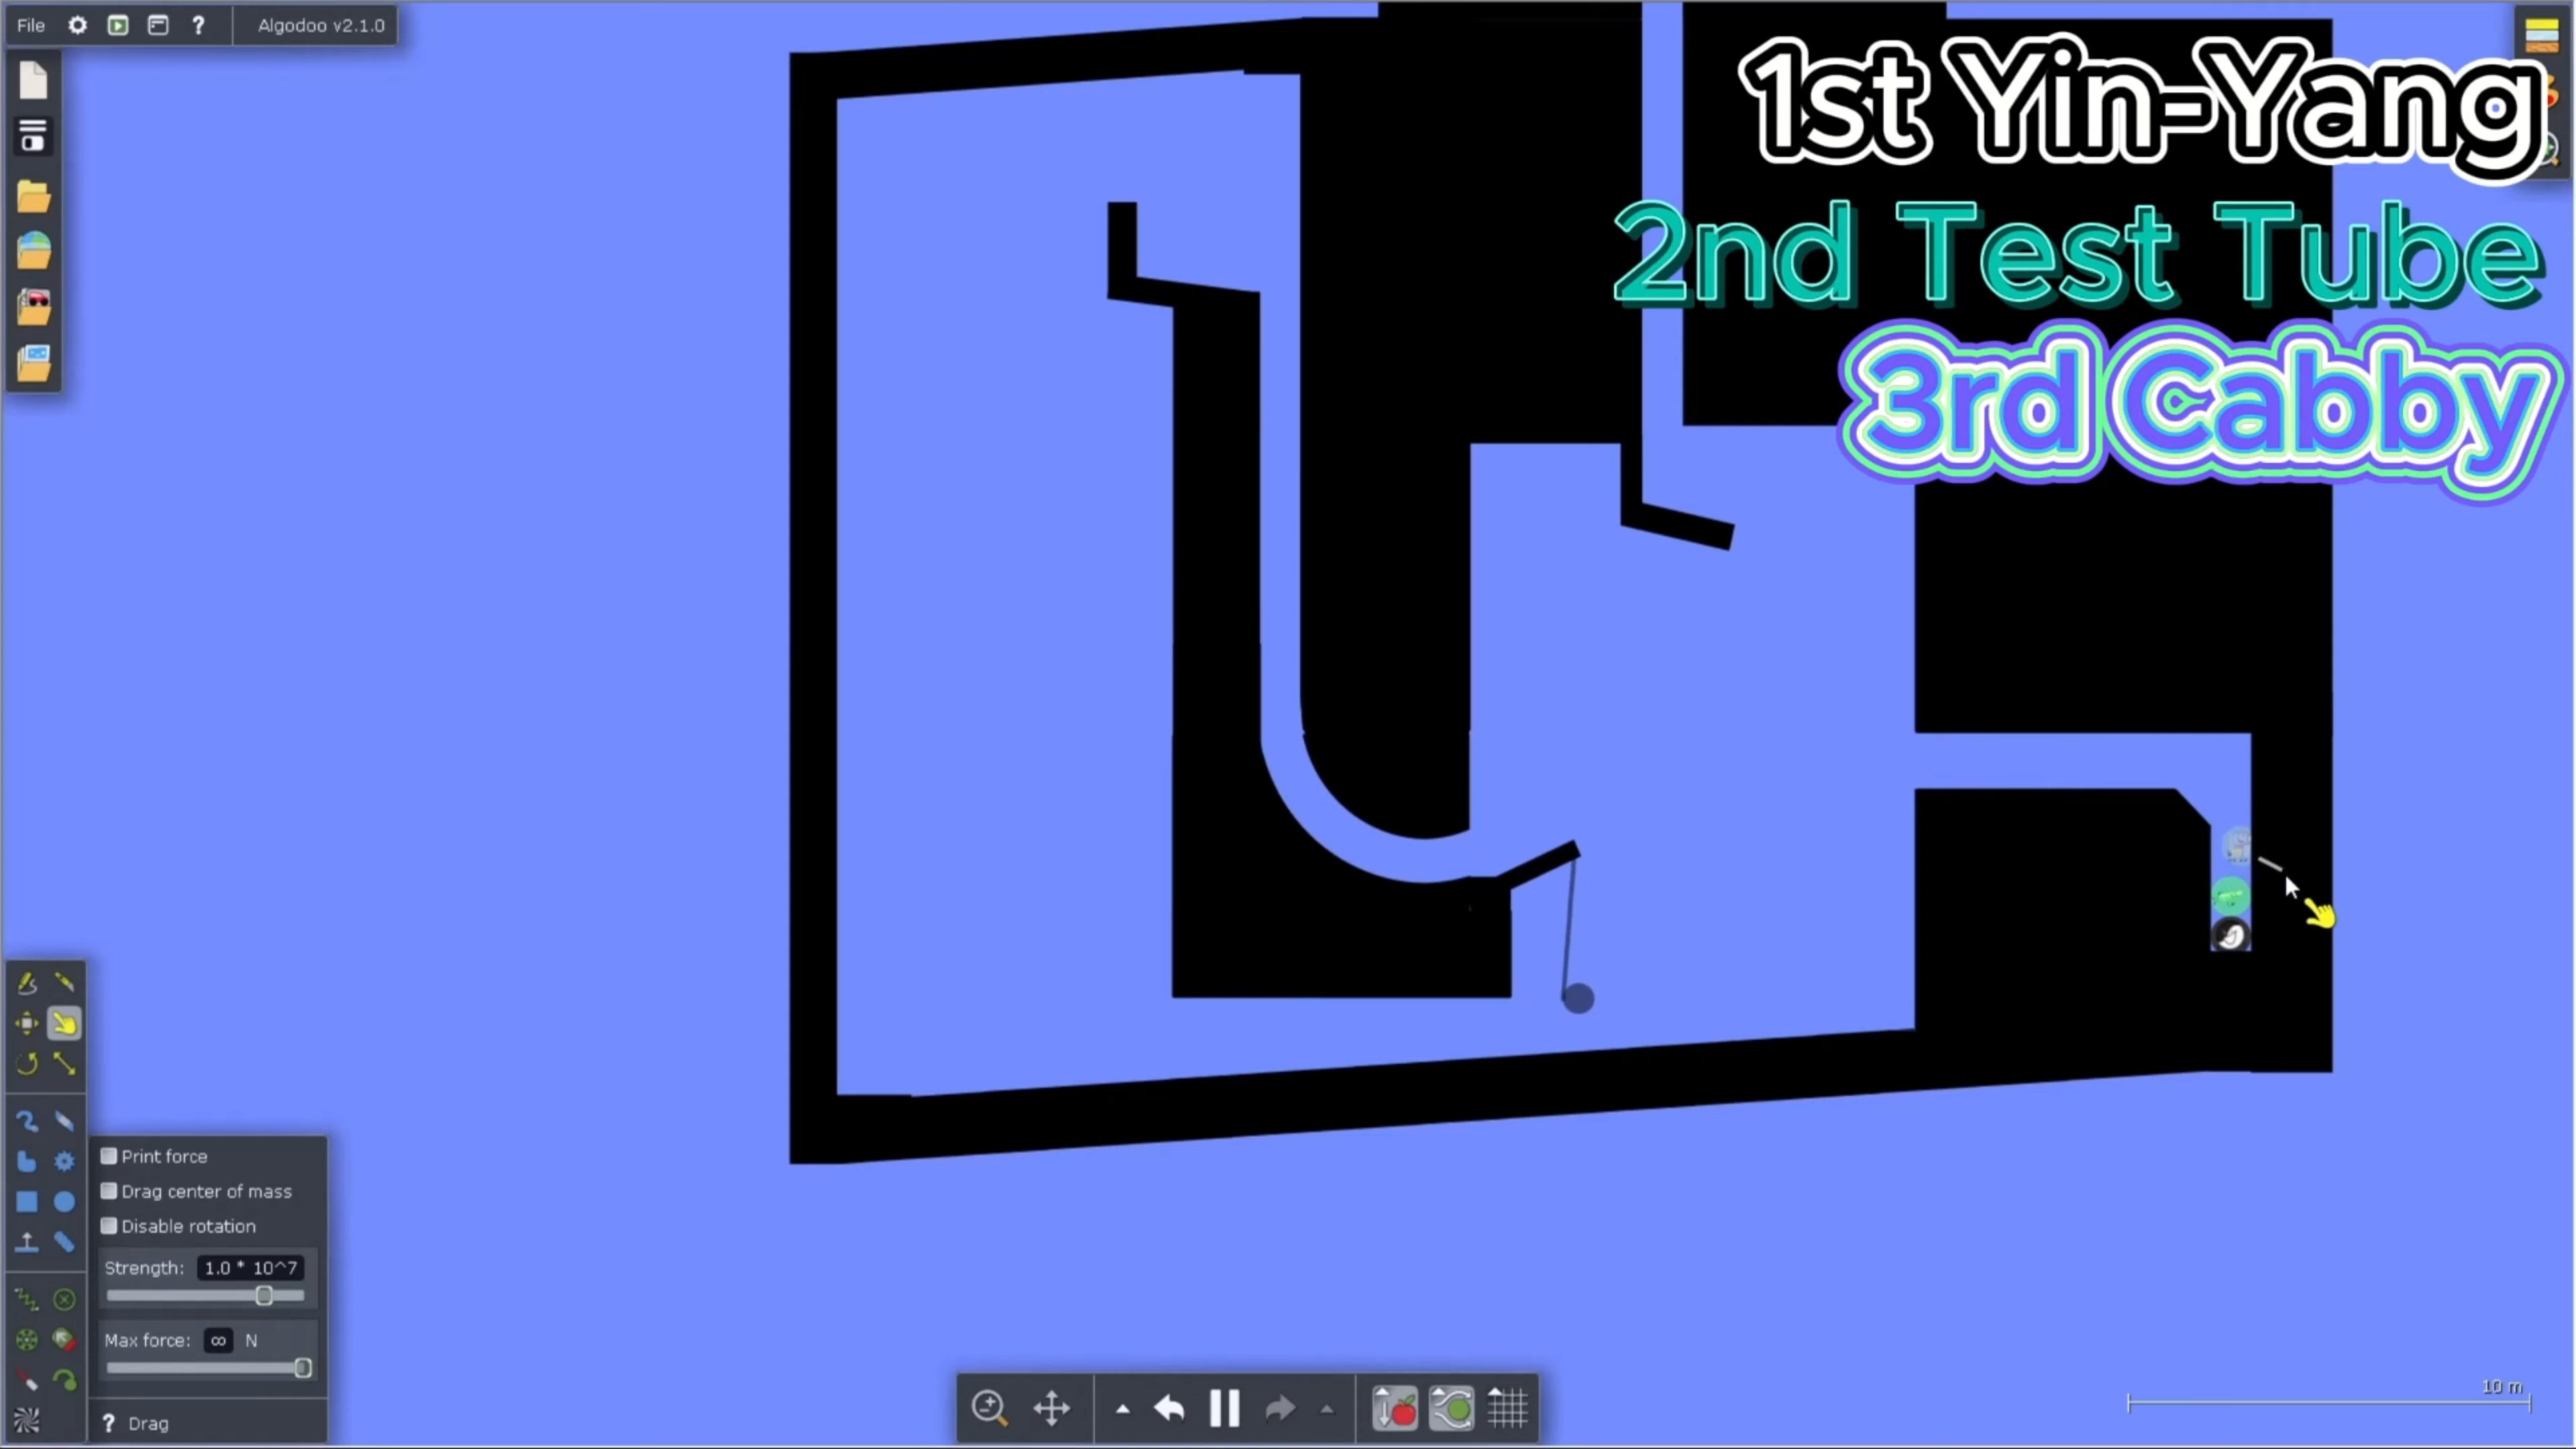 File
?
Algodoo v2.1.0
1st Yin-Yang
2nd Test Tube
3rd Cabby
Print force
Drag center of mass
Disable rotation
Strength: 1.0 * 10^7
Max force: ∞ N
? Drag
10 m